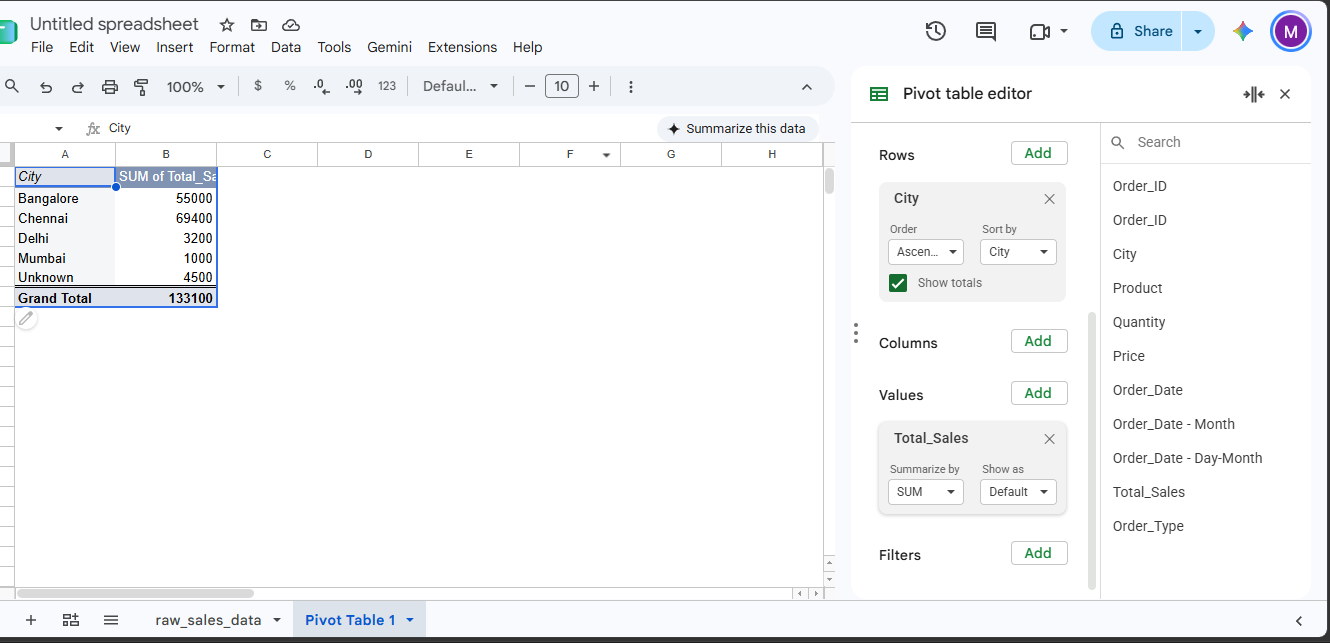 Untitled spreadsheet
File Edit View Insert Format Data Tools Gemini Extensions Help
Share
M
100% $ % .0 .00 123 Defaul... 10
fx City
Summarize this data
A B C D E F G H
City SUM of Total_Sa
Bangalore 55000
Chennai 69400
Delhi 3200
Mumbai 1000
Unknown 4500
Grand Total 133100
Pivot table editor
Rows Add
City
Order Sort by
Ascen... City
Show totals
Columns Add
Values Add
Total_Sales
Summarize by Show as
SUM Default
Filters Add
Search
Order_ID
Order_ID
City
Product
Quantity
Price
Order_Date
Order_Date - Month
Order_Date - Day-Month
Total_Sales
Order_Type
raw_sales_data Pivot Table 1